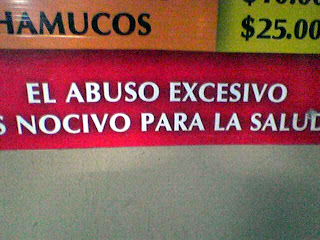 HAMUCOS
$25.00
EL ABUSO EXCESIVO
S NOCIVO PARA LA SALUD